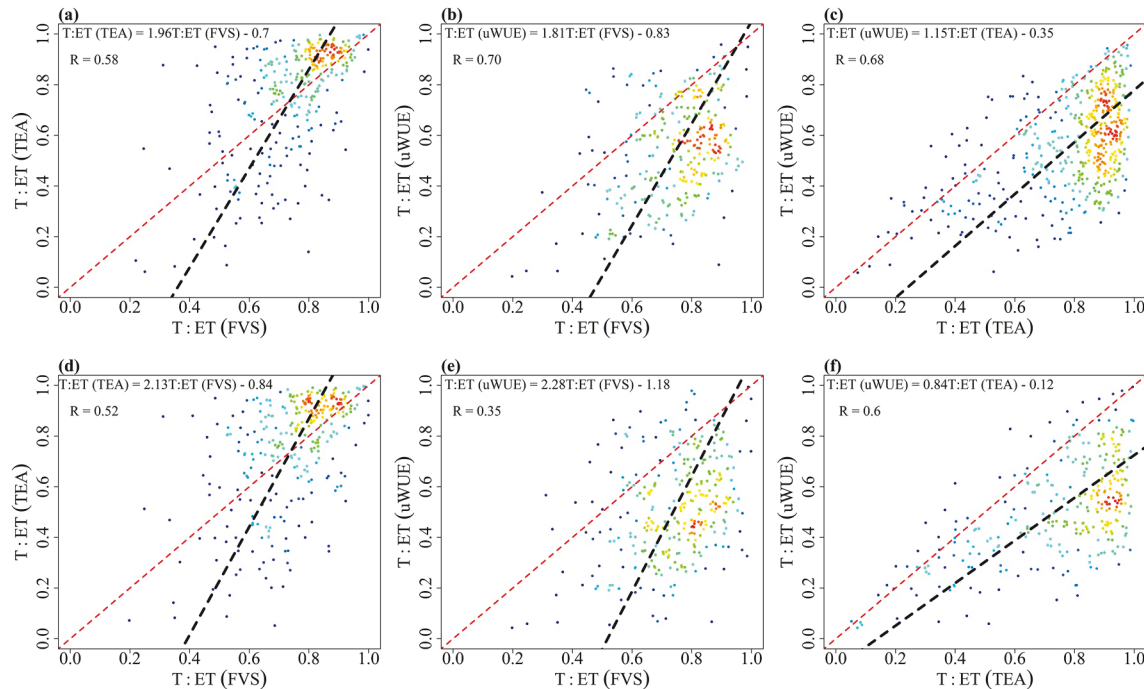 (a)
T:ET (TEA) = 1.96T:ET (FVS) - 0.7
R = 0.58
T : ET (TEA)
0.0 0.2 0.4 0.6 0.8 1.0
0.0 0.2 0.4 0.6 0.8 1.0
T : ET (FVS)
(b)
T:ET (uWUE) = 1.81T:ET (FVS) - 0.83
R = 0.70
T : ET (uWUE)
0.0 0.2 0.4 0.6 0.8 1.0
0.0 0.2 0.4 0.6 0.8 1.0
T : ET (FVS)
(c)
T:ET (uWUE) = 1.15T:ET (TEA) - 0.35
R = 0.68
T : ET (uWUE)
0.0 0.2 0.4 0.6 0.8 1.0
0.0 0.2 0.4 0.6 0.8 1.0
T : ET (TEA)
(d)
T:ET (TEA) = 2.13T:ET (FVS) - 0.84
R = 0.52
T : ET (TEA)
0.0 0.2 0.4 0.6 0.8 1.0
0.0 0.2 0.4 0.6 0.8 1.0
T : ET (FVS)
(e)
T:ET (uWUE) = 2.28T:ET (FVS) - 1.18
R = 0.35
T : ET (uWUE)
0.0 0.2 0.4 0.6 0.8 1.0
0.0 0.2 0.4 0.6 0.8 1.0
T : ET (FVS)
(f)
T:ET (uWUE) = 0.84T:ET (TEA) - 0.12
R = 0.6
T : ET (uWUE)
0.0 0.2 0.4 0.6 0.8 1.0
0.0 0.2 0.4 0.6 0.8 1.0
T : ET (TEA)